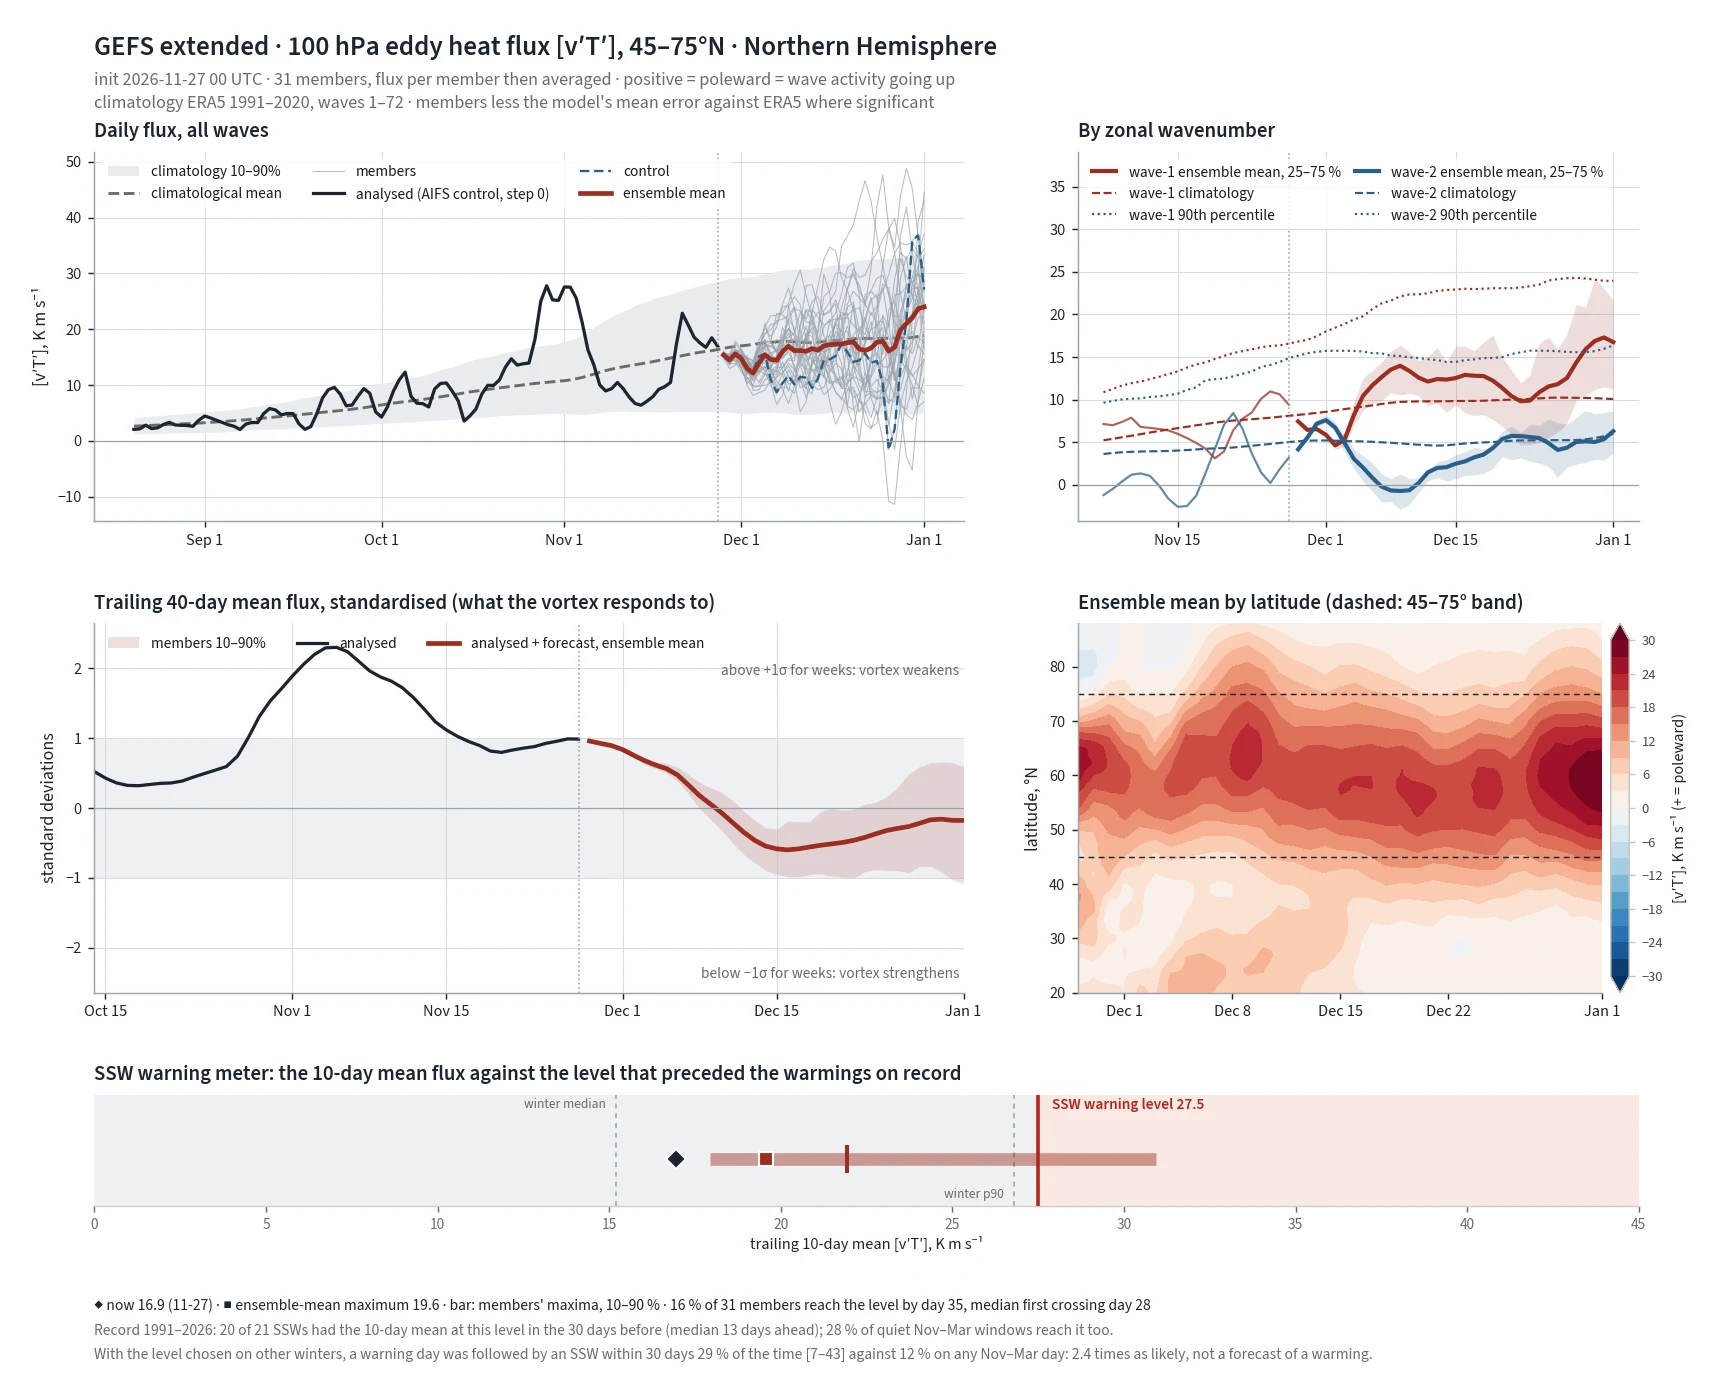 GEFS extended · 100 hPa eddy heat flux [v′T′], 45–75°N · Northern Hemisphere
init 2026-11-27 00 UTC · 31 members, flux per member then averaged · positive = poleward = wave activity going up
climatology ERA5 1991–2020, waves 1–72 · members less the model's mean error against ERA5 where significant
Daily flux, all waves
climatology 10–90%
members
control
climatological mean
analysed (AIFS control, step 0)
ensemble mean
[v′T′], K m s⁻¹
50
40
30
20
10
0
−10
Sep 1
Oct 1
Nov 1
Dec 1
Jan 1
By zonal wavenumber
wave-1 ensemble mean, 25–75 %
wave-2 ensemble mean, 25–75 %
wave-1 climatology
wave-2 climatology
wave-1 90th percentile
wave-2 90th percentile
35
30
25
20
15
10
5
0
Nov 15
Dec 1
Dec 15
Jan 1
Trailing 40-day mean flux, standardised (what the vortex responds to)
members 10–90%
analysed
analysed + forecast, ensemble mean
above +1σ for weeks: vortex weakens
below −1σ for weeks: vortex strengthens
standard deviations
2
1
0
−1
−2
Oct 15
Nov 1
Nov 15
Dec 1
Dec 15
Jan 1
Ensemble mean by latitude (dashed: 45–75° band)
latitude, °N
80
70
60
50
40
30
20
Dec 1
Dec 8
Dec 15
Dec 22
Jan 1
30
24
18
12
6
0
−6
−12
−18
−24
−30
[v′T′], K m s⁻¹ (+ = poleward)
SSW warning meter: the 10-day mean flux against the level that preceded the warmings on record
winter median
SSW warning level 27.5
winter p90
0
5
10
15
20
25
30
35
40
45
trailing 10-day mean [v′T′], K m s⁻¹
◆ now 16.9 (11-27) · ■ ensemble-mean maximum 19.6 · bar: members' maxima, 10–90 % · 16 % of 31 members reach the level by day 35, median first crossing day 28
Record 1991–2026: 20 of 21 SSWs had the 10-day mean at this level in the 30 days before (median 13 days ahead); 28 % of quiet Nov–Mar windows reach it too.
With the level chosen on other winters, a warning day was followed by an SSW within 30 days 29 % of the time [7–43] against 12 % on any Nov–Mar day: 2.4 times as likely, not a forecast of a warming.